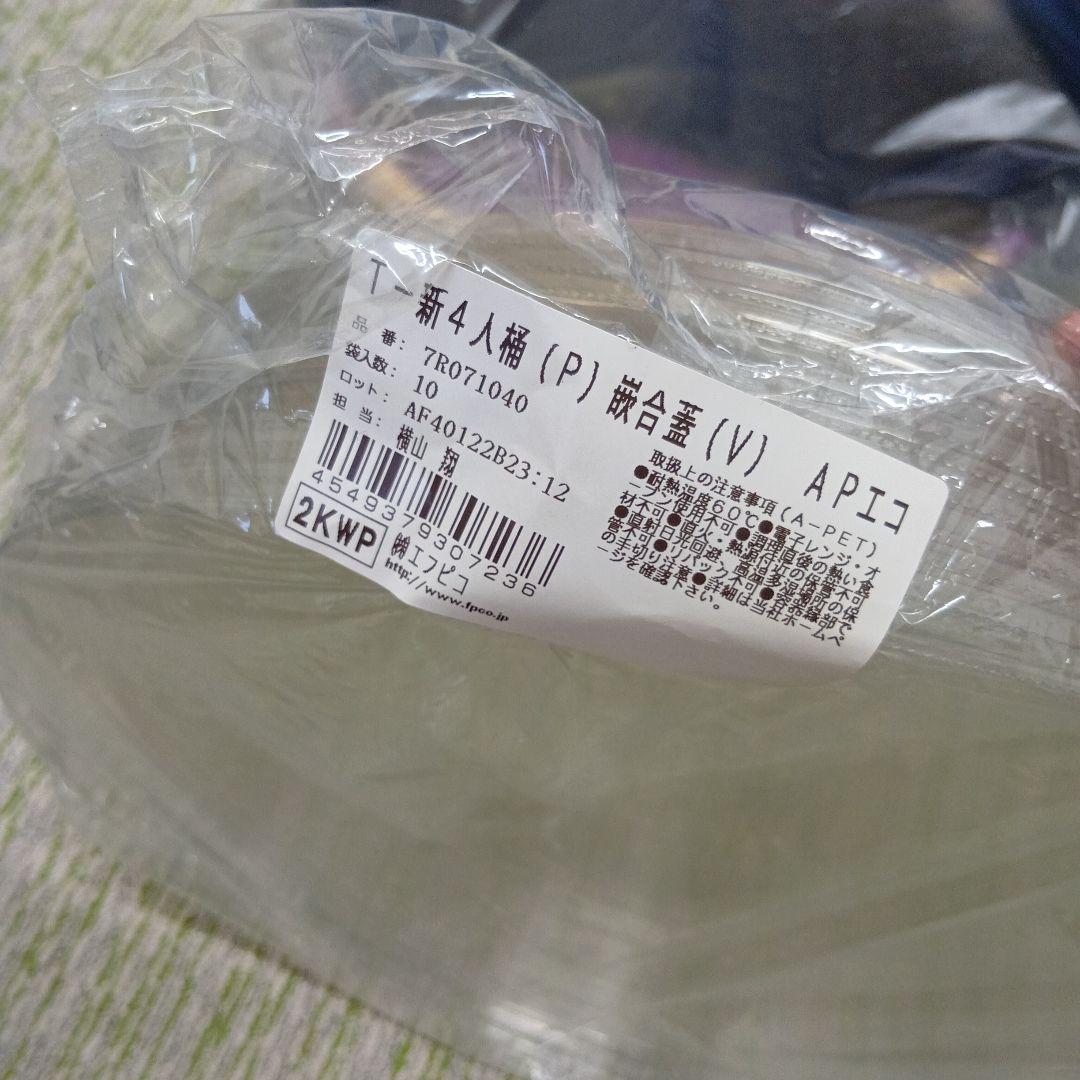 T-新4人桶(P)嵌合蓋(V) APエコ
品番: 7R071040
袋入数: 10
ロット: AF40122B23:12
担当: 横山 翔
4549379307236
2KWP
㈱エフピコ
http://www.fpco.jp
取扱上の注意事項(A-PET)
●耐熱温度60℃●電子レンジ・オ
ーブン使用不可●調理直後の熱い食
材不可●直火・熱源付近の保管不可
●直射日光回避・高温多湿場所の保
管不可●リパック不可●容器縁部で
の手切り注意●詳細は当社ホームペ
ージを確認下さい。